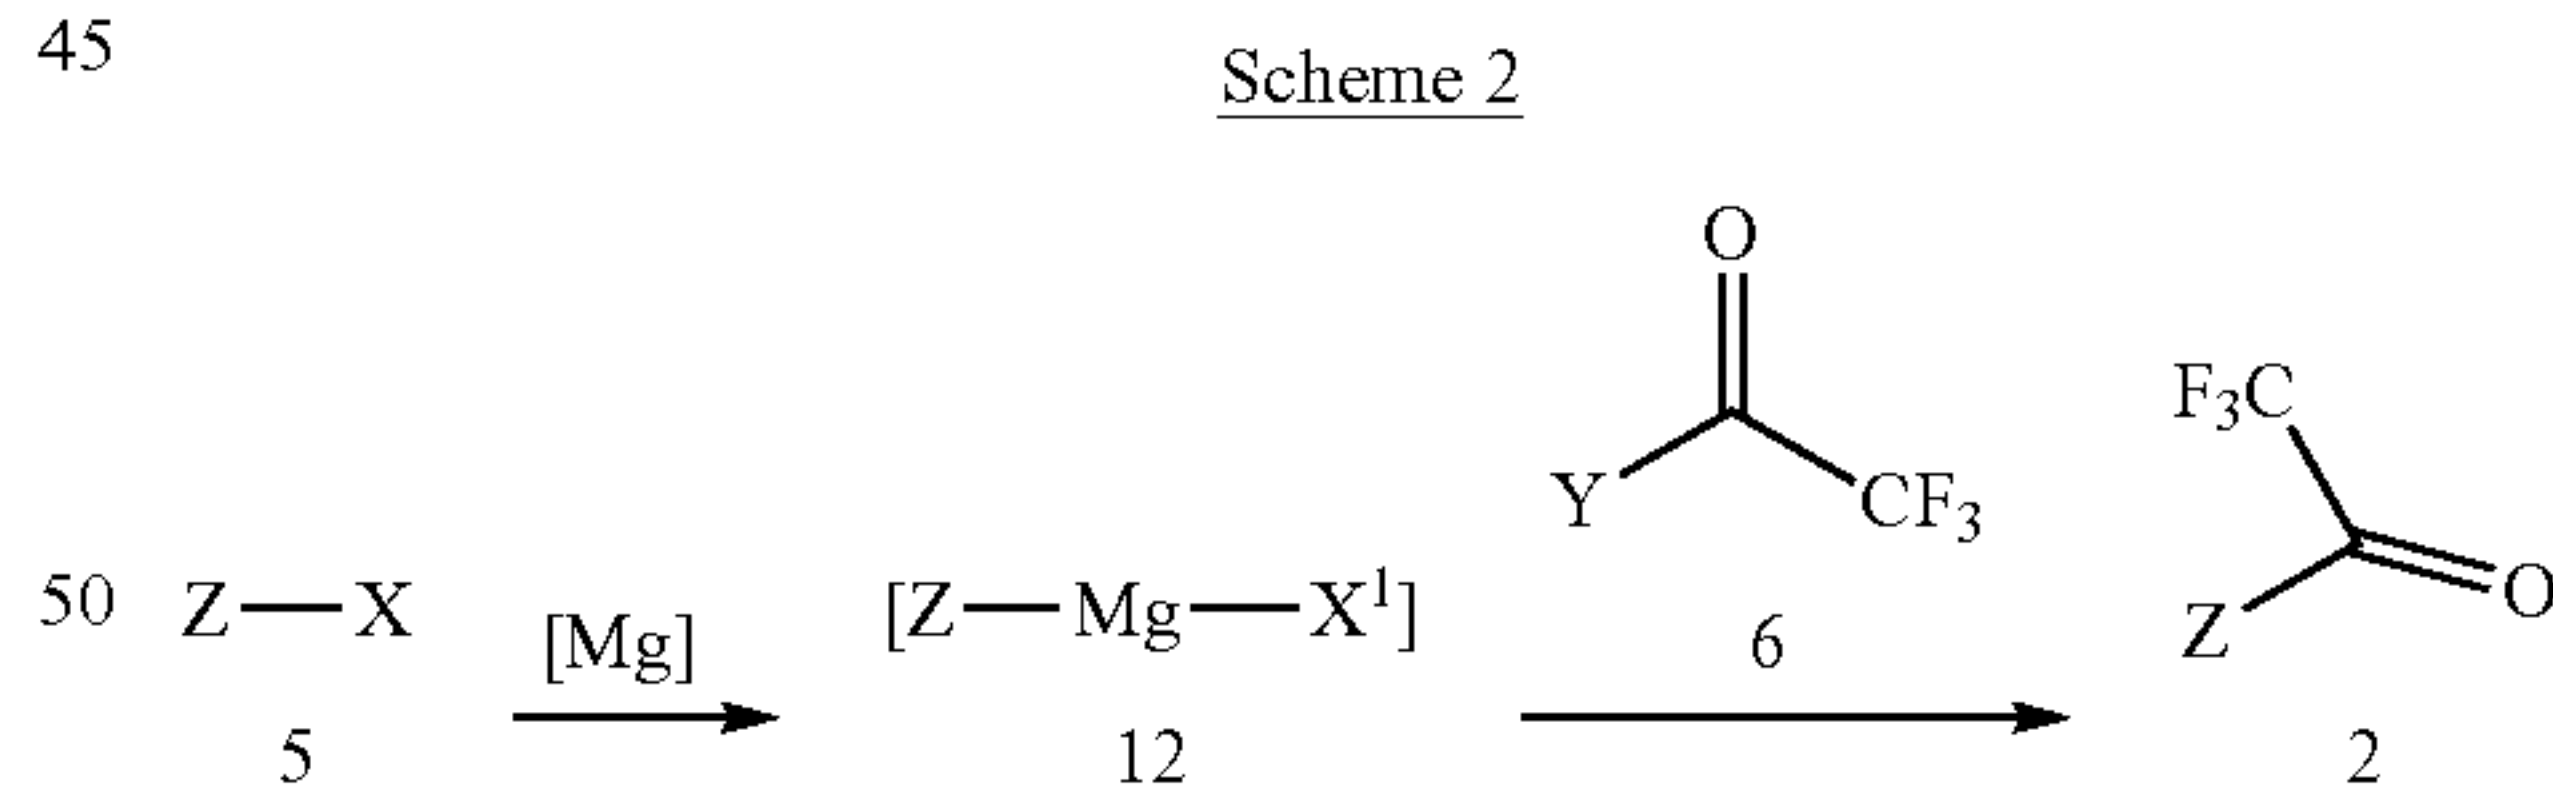 45
Scheme 2
O
Y CF₃
F₃C
O
Z
50 Z—X [Mg] [Z—Mg—X¹]
6
5 12 2